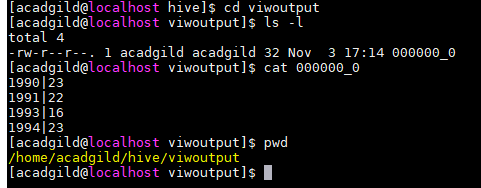 [acadgild@localhost hive]$ cd viwoutput
[acadgild@localhost viwoutput]$ ls -l
total 4
-rw-r--r--. 1 acadgild acadgild 32 Nov  3 17:14 000000_0
[acadgild@localhost viwoutput]$ cat 000000_0
1990|23
1991|22
1993|16
1994|23
[acadgild@localhost viwoutput]$ pwd
/home/acadgild/hive/viwoutput
[acadgild@localhost viwoutput]$